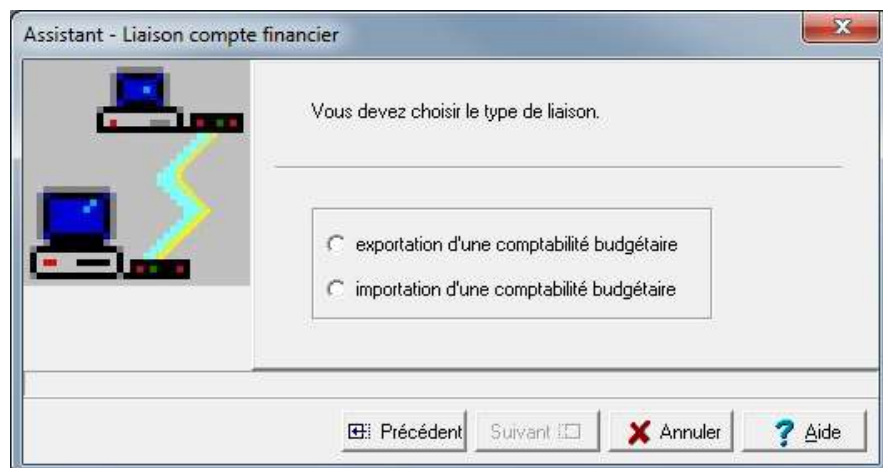 Assistant - Liaison compte financier
Vous devez choisir le type de liaison.
exportation d'une comptabilité budgétaire
importation d'une comptabilité budgétaire
Précédent Suivant Annuler Aide